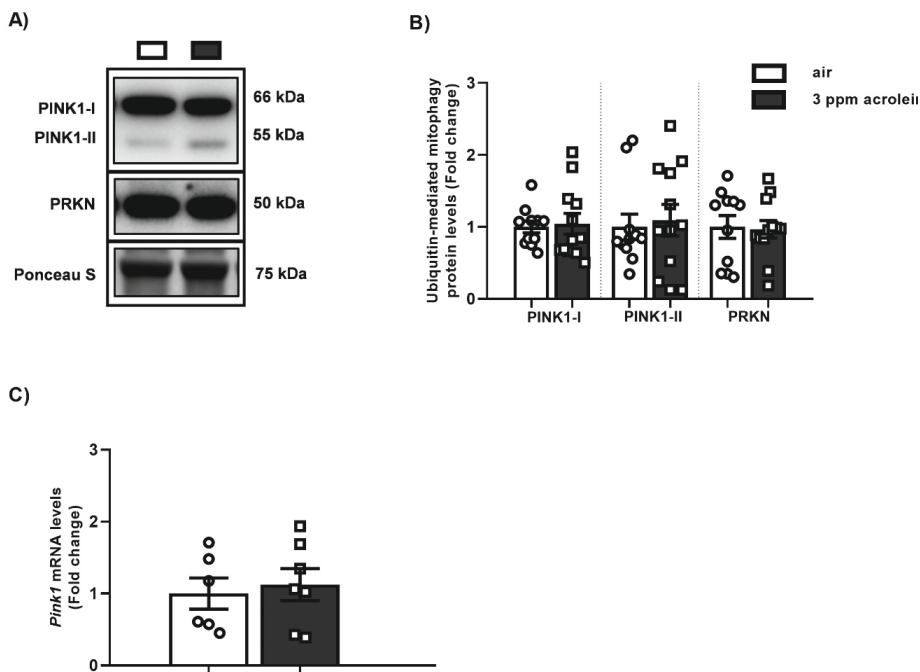 A)
PINK1-I
66 kDa
PINK1-II
55 kDa
PRKN
50 kDa
Ponceau S
75 kDa
B)
Ubiquitin-mediated mitophagy
protein levels (Fold change)
3
2
1
0
PINK1-I
PINK1-II
PRKN
air
3 ppm acrolein
C)
Pink1 mRNA levels
(Fold change)
3
2
1
0